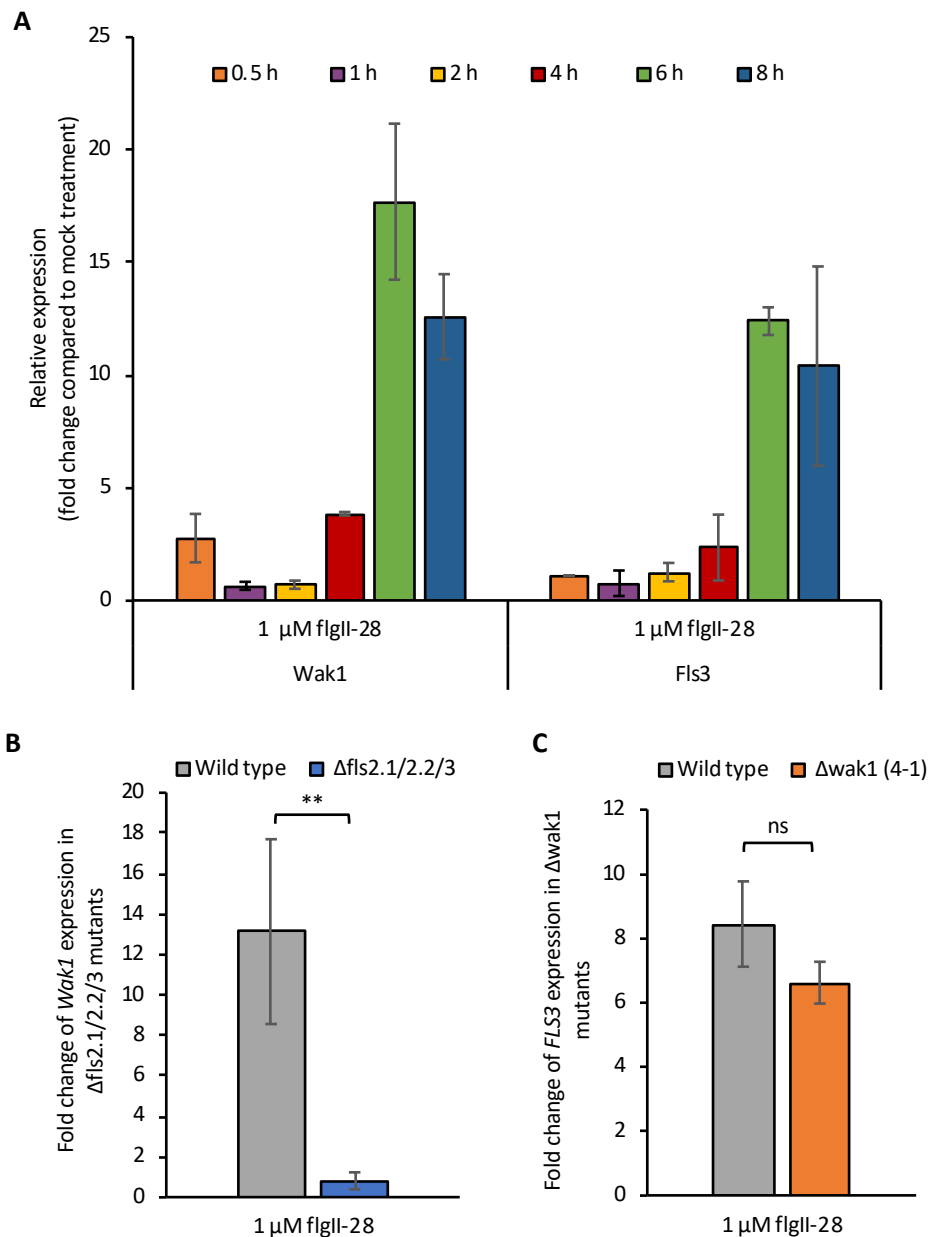 A
25
20
15
10
5
0
0.5 h 1 h 2 h 4 h 6 h 8 h
Relative expression
(fold change compared to mock treatment)
1 µM flgII-28 1 µM flgII-28
Wak1 Fls3
B
Wild type Δfls2.1/2.2/3
20
18
16
14
12
10
8
6
4
2
0
**
Fold change of Wak1 expression in
Δfls2.1/2.2/3 mutants
1 µM flgII-28
C
Wild type Δwak1 (4-1)
12
10
8
6
4
2
0
ns
Fold change of FLS3 expression in Δwak1
mutants
1 µM flgII-28